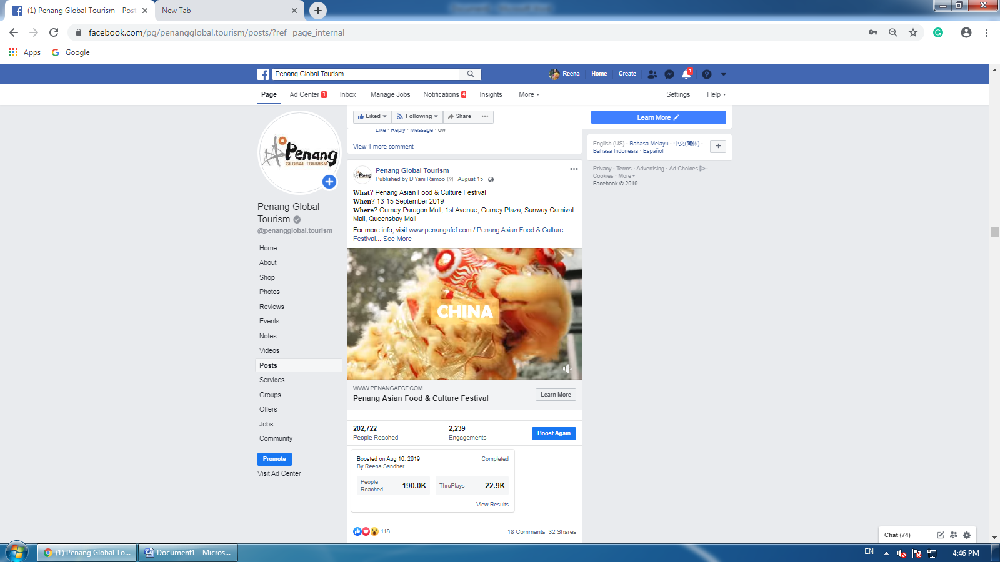 (1) Penang Global Tourism - Post
New Tab
facebook.com/pg/penangglobal.tourism/posts/?ref=page_internal
Apps
Google
Penang Global Tourism
Reena
Home
Create
1
Page
Ad Center 1
Inbox
Manage Jobs
Notifications 4
Insights
More
Settings
Help
Liked
Following
Share
Learn More
Penang
GLOBAL TOURISM
Penang Global
Tourism
@penangglobal.tourism
Home
About
Shop
Photos
Reviews
Events
Notes
Videos
Posts
Services
Groups
Offers
Jobs
Community
Promote
Visit Ad Center
Like · Reply · Message · 6w
View 1 more comment
Penang
Penang Global Tourism
Published by D'Yani Ramoo [?] · August 15 ·
What? Penang Asian Food & Culture Festival
When? 13-15 September 2019
Where? Gurney Paragon Mall, 1st Avenue, Gurney Plaza, Sunway Carnival
Mall, Queensbay Mall
For more info, visit www.penangafcf.com / Penang Asian Food & Culture
Festival... See More
CHINA
WWW.PENANGAFCF.COM
Penang Asian Food & Culture Festival
Learn More
202,722
People Reached
2,239
Engagements
Boost Again
Boosted on Aug 16, 2019
By Reena Sandher
Completed
People
Reached
190.0K
ThruPlays
22.9K
View Results
118
18 Comments 32 Shares
English (US) · Bahasa Melayu · 中文(简体) ·
Bahasa Indonesia · Español
Privacy · Terms · Advertising · Ad Choices ·
Cookies · More
Facebook © 2019
Chat (74)
(1) Penang Global To...
Document1 - Micros...
EN
4:46 PM